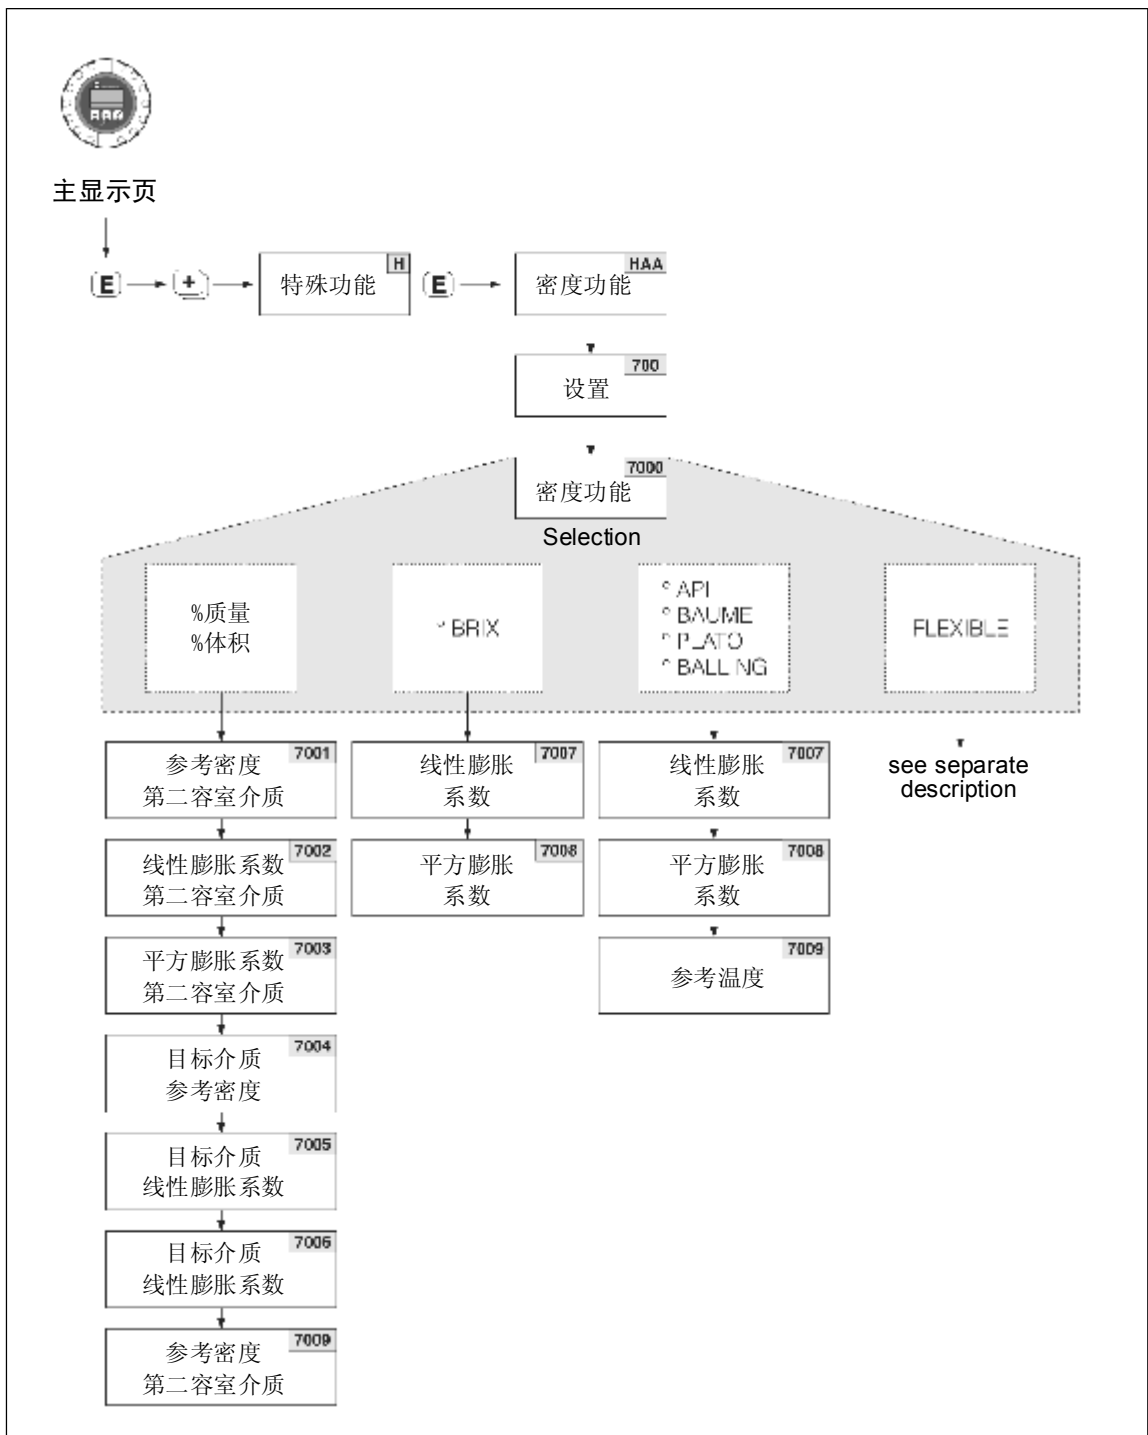 主显示页
E
+
特殊功能
H
E
密度功能
HAA
设置
700
密度功能
7000
Selection
%质量
%体积
° BRIX
° API
° BAUME
° PLATO
° BALLING
FLEXIBLE
参考密度
第二容室介质
7001
线性膨胀
系数
7007
线性膨胀
系数
7007
see separate
description
线性膨胀系数
第二容室介质
7002
平方膨胀
系数
7008
平方膨胀
系数
7008
平方膨胀系数
第二容室介质
7003
参考温度
7009
目标介质
参考密度
7004
目标介质
线性膨胀系数
7005
目标介质
线性膨胀系数
7006
参考密度
第二容室介质
7009